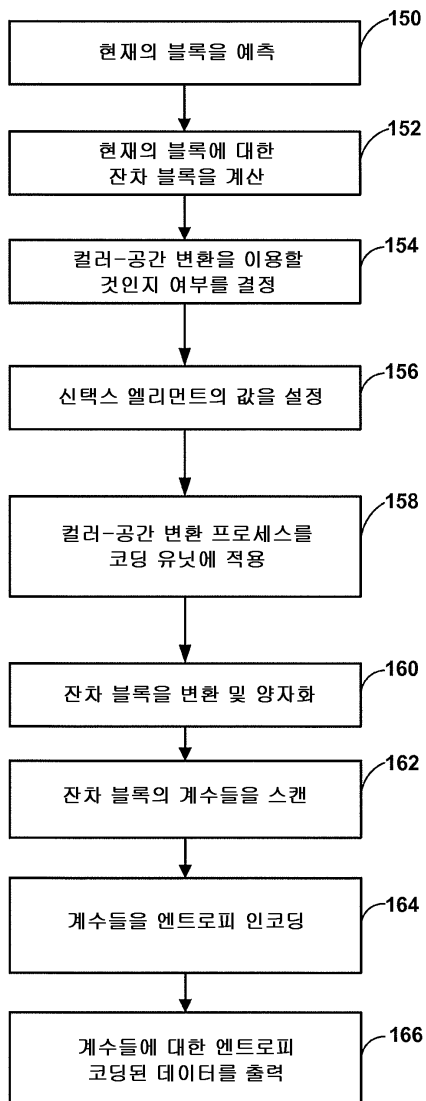 150
현재의 블록을 예측
152
현재의 블록에 대한
잔차 블록을 계산
154
컬러-공간 변환을 이용할
것인지 여부를 결정
156
신택스 엘리먼트의 값을 설정
158
컬러-공간 변환 프로세스를
코딩 유닛에 적용
160
잔차 블록을 변환 및 양자화
162
잔차 블록의 계수들을 스캔
164
계수들을 엔트로피 인코딩
166
계수들에 대한 엔트로피
코딩된 데이터를 출력